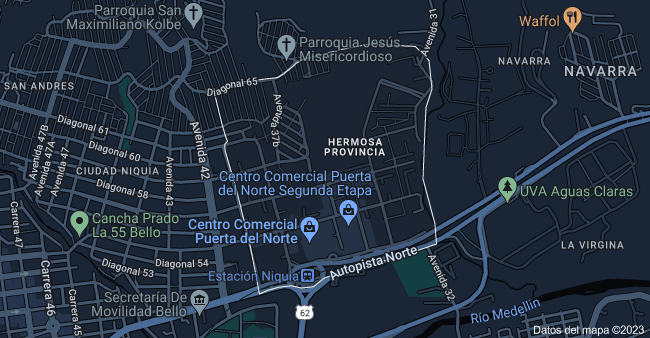 Parroquia San
Maximiliano Kolbe
Waffol
Parroquia Jesús
Misericordioso
Avenida 31
NAVARRA
NAVARRA
SAN ANDRES
Diagonal 65
Avenida 37b
Diagonal 61
Avenida 42
Avenida 47B
Avenida 47A
Avenida 47
Diagonal 60
HERMOSA
PROVINCIA
CIUDAD NIQUIA
Centro Comercial Puerta
del Norte Segunda Etapa
Diagonal 58
Avenida 43
UVA Aguas Claras
Carrera 47
Cancha Prado
La 55 Bello
Centro Comercial
Puerta del Norte
LA VIRGINA
Diagonal 53
Diagonal 54
Autopista Norte
Estación Niquía
Avenida 32
Carrera 46
Carrera 45
Secretaría De
Movilidad Bello
62
Río Medellín
Datos del mapa ©2023